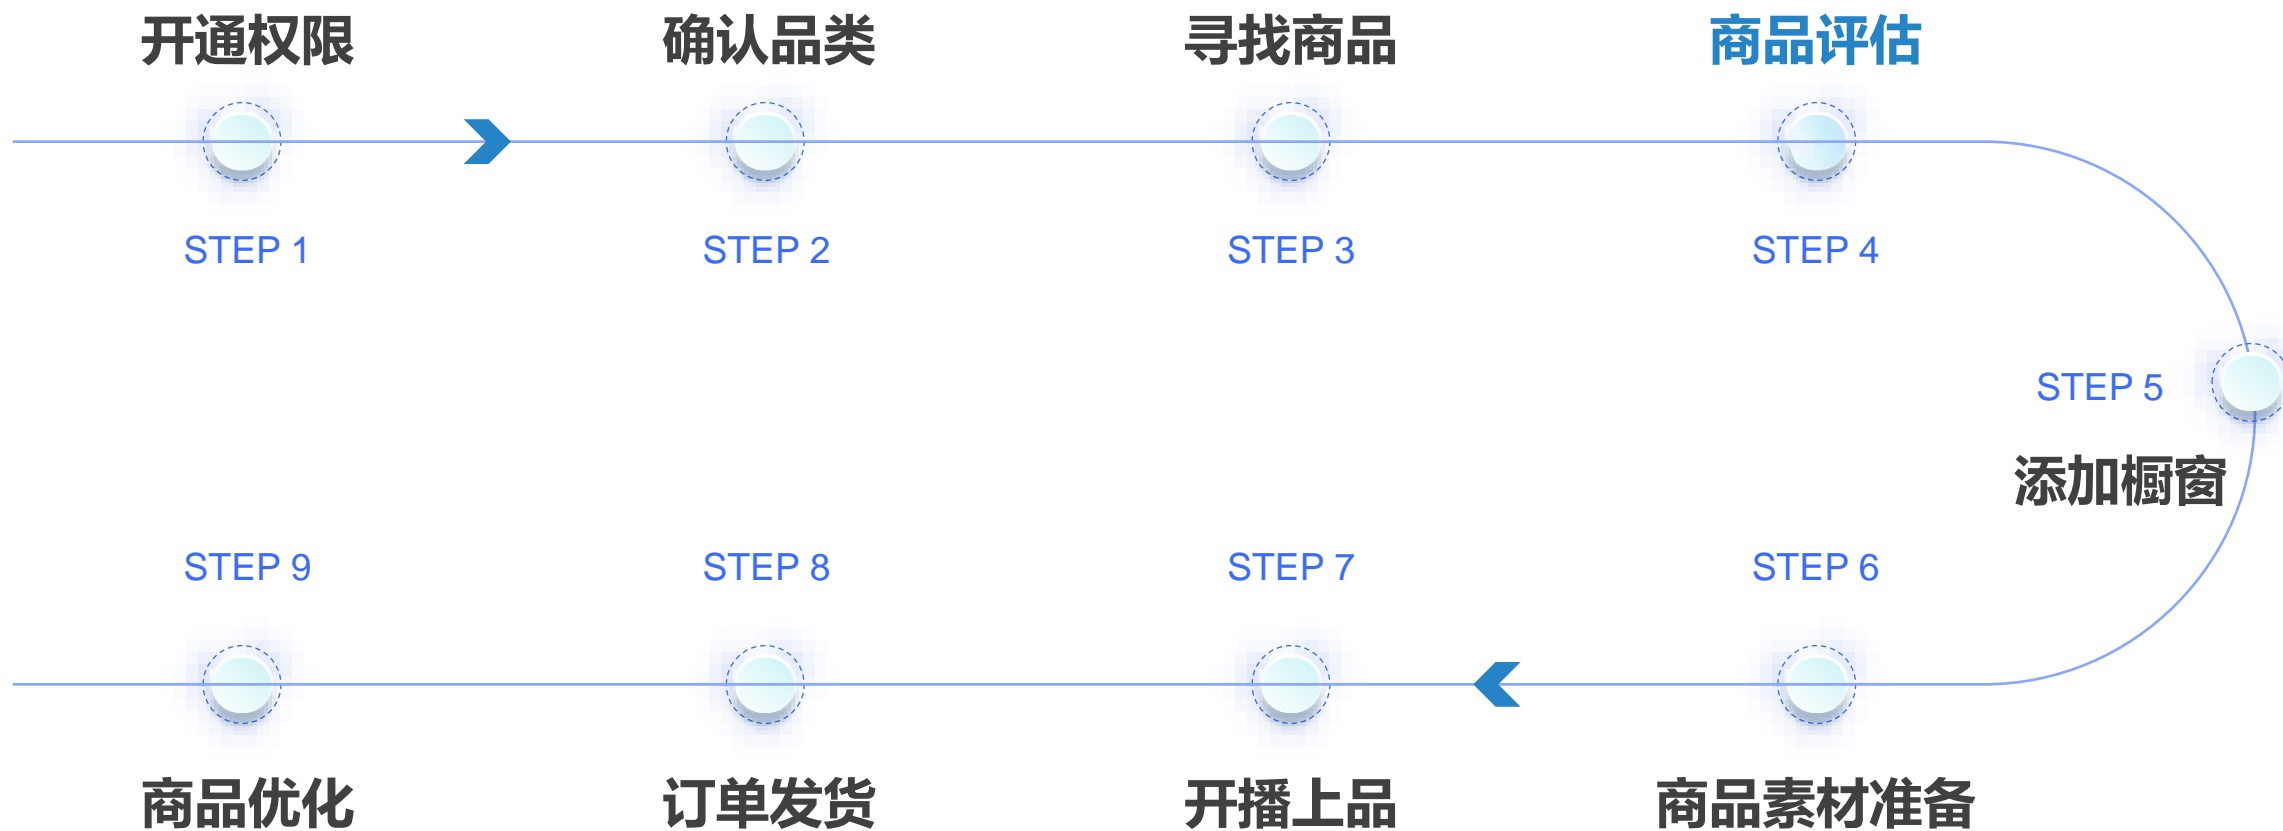 开通权限
确认品类
寻找商品
商品评估
STEP 1
STEP 2
STEP 3
STEP 4
STEP 5
添加橱窗
STEP 9
STEP 8
STEP 7
STEP 6
商品优化
订单发货
开播上品
商品素材准备